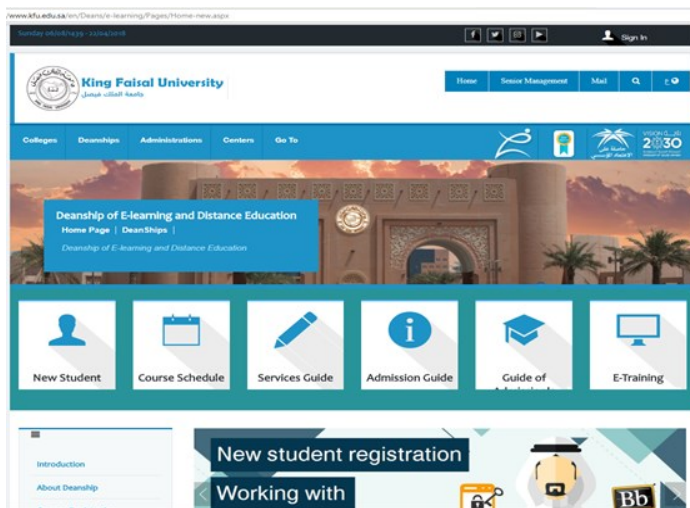 /www.kfu.edu.sa/en/Deans/e-learning/Pages/Home-new.aspx
Sunday 06/08/1439 - 22/04/2018
Sign In
King Faisal University
جامعة الملك فيصل
Home Senior Management Mail ع
Colleges Deanships Administrations Centers Go To
2030
Deanship of E-learning and Distance Education
Home Page | DeanShips |
Deanship of E-learning and Distance Education
New Student Course Schedule Services Guide Admission Guide Guide of E-Training
New student registration
Introduction
Working with
About Deanship
Bb